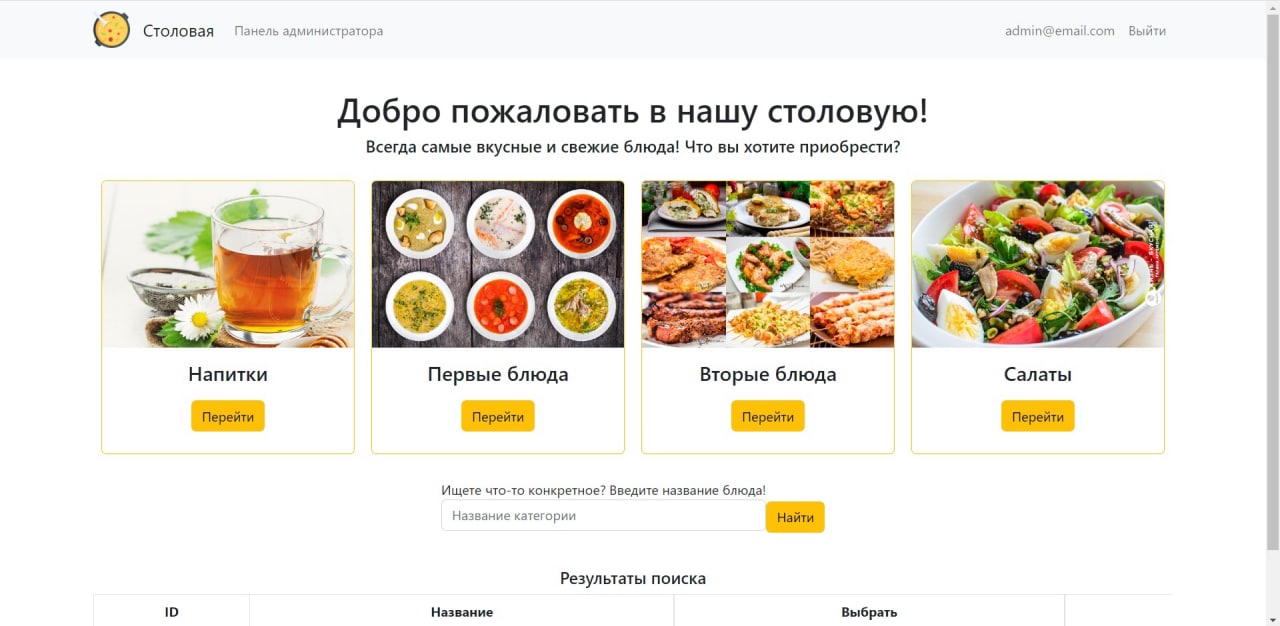 Столовая Панель администратора admin@email.com Выйти
Добро пожаловать в нашу столовую!
Всегда самые вкусные и свежие блюда! Что вы хотите приобрести?
Напитки Первые блюда Вторые блюда Салаты
Перейти Перейти Перейти Перейти
Ищете что-то конкретное? Введите название блюда!
Название категории Найти
Результаты поиска
ID Название Выбрать